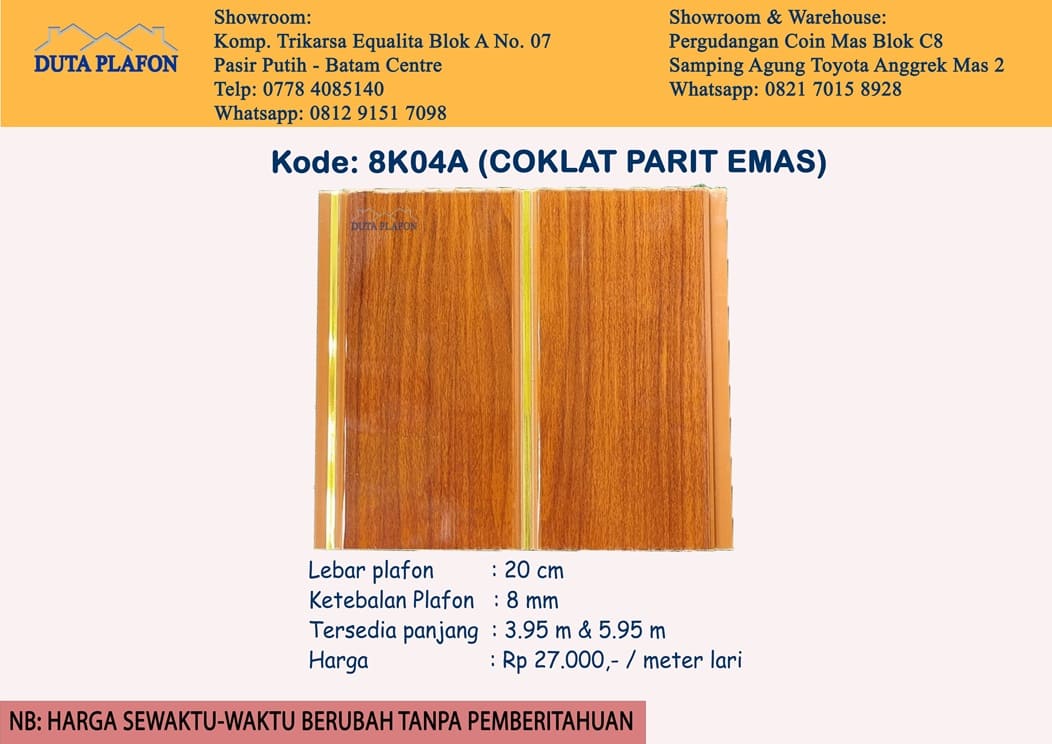 DUTA PLAFON
Showroom:
Komp. Trikarsa Equalita Blok A No. 07
Pasir Putih - Batam Centre
Telp: 0778 4085140
Whatsapp: 0812 9151 7098
Showroom & Warehouse:
Pergudangan Coin Mas Blok C8
Samping Agung Toyota Anggrek Mas 2
Whatsapp: 0821 7015 8928
Kode: 8K04A (COKLAT PARIT EMAS)
DUTA PLAFON
Lebar plafon : 20 cm
Ketebalan Plafon : 8 mm
Tersedia panjang : 3.95 m & 5.95 m
Harga : Rp 27.000,- / meter lari
NB: HARGA SEWAKTU-WAKTU BERUBAH TANPA PEMBERITAHUAN